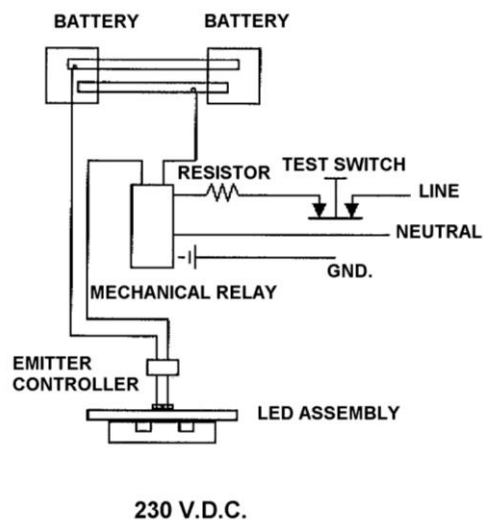 BATTERY
BATTERY
RESISTOR
TEST SWITCH
LINE
NEUTRAL
GND.
MECHANICAL RELAY
EMITTER
CONTROLLER
LED ASSEMBLY
230 V.D.C.